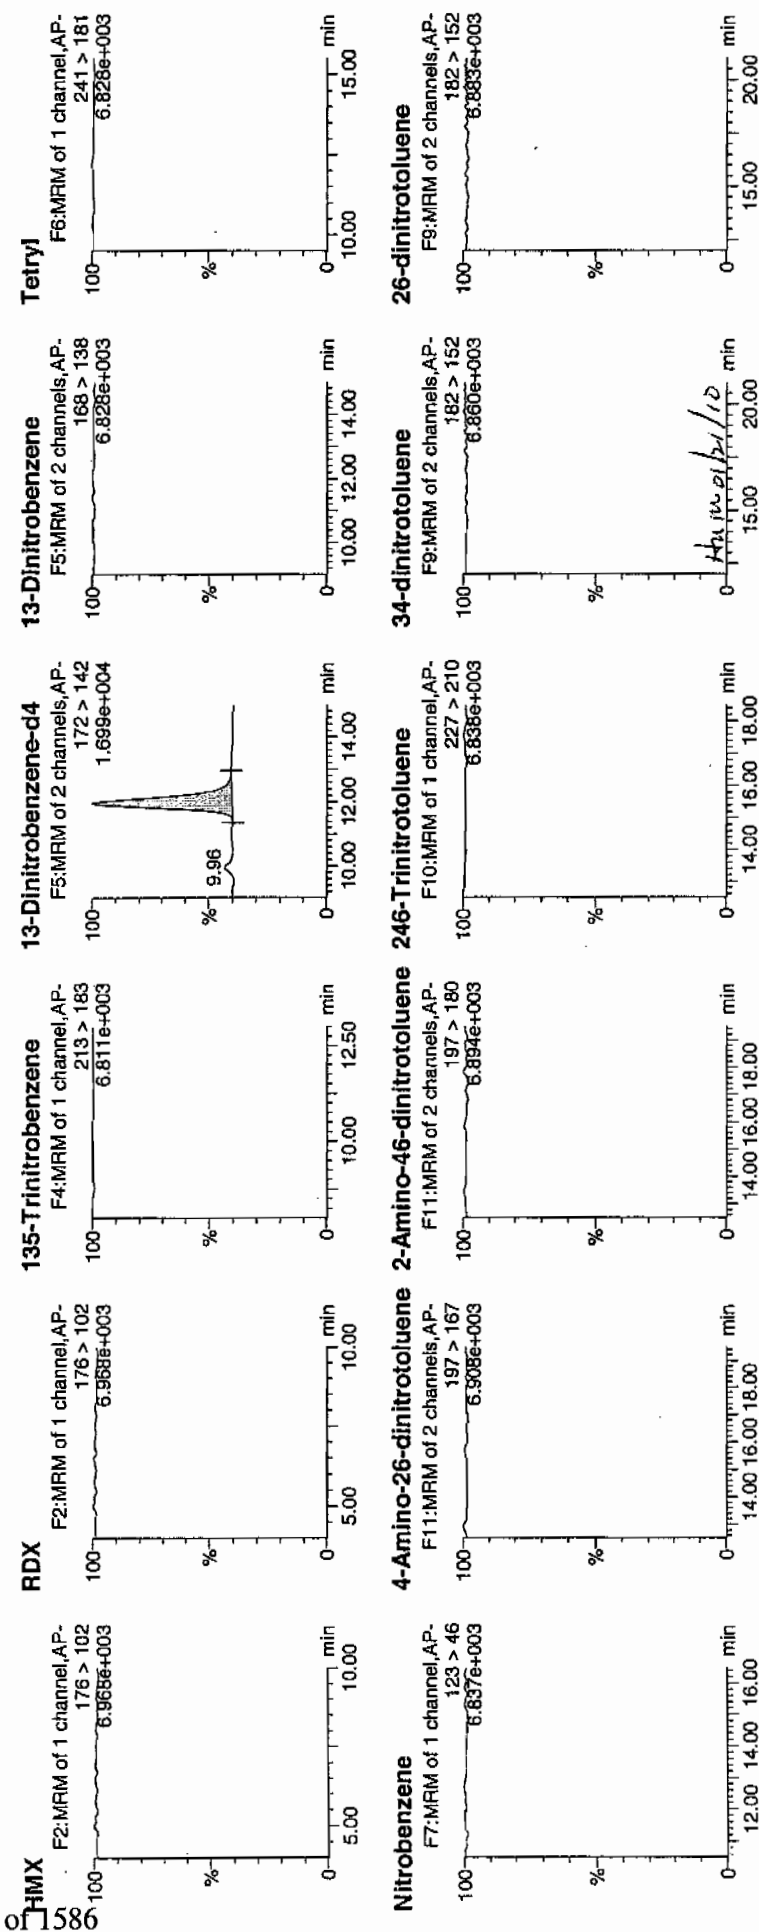 HMX
F2:MRM of 1 channel,AP-
176 > 102
6.968e+003
100
%
0
5.00 10.00 min
RDX
F2:MRM of 1 channel,AP-
176 > 102
6.968e+003
100
%
0
5.00 10.00 min
135-Trinitrobenzene
F4:MRM of 1 channel,AP-
213 > 183
6.811e+003
100
%
0
10.00 12.50 min
13-Dinitrobenzene-d4
F5:MRM of 2 channels,AP-
172 > 142
1.699e+004
100
%
9.96
0
10.00 12.00 14.00 min
13-Dinitrobenzene
F5:MRM of 2 channels,AP-
168 > 138
6.828e+003
100
%
0
10.00 12.00 14.00 min
Tetryl
F6:MRM of 1 channel,AP-
241 > 181
6.828e+003
100
%
0
10.00 15.00 min
Nitrobenzene
F7:MRM of 1 channel,AP-
123 > 46
6.837e+003
100
%
0
12.00 14.00 16.00 min
4-Amino-26-dinitrotoluene
F11:MRM of 2 channels,AP-
197 > 167
6.908e+003
100
%
0
14.00 16.00 18.00 min
2-Amino-46-dinitrotoluene
F11:MRM of 2 channels,AP-
197 > 180
6.894e+003
100
%
0
14.00 16.00 18.00 min
246-Trinitrotoluene
F10:MRM of 1 channel,AP-
227 > 210
6.838e+003
100
%
0
14.00 16.00 18.00 min
34-dinitrotoluene
F9:MRM of 2 channels,AP-
182 > 152
6.860e+003
100
%
0
15.00 20.00 min
01/21/10
26-dinitrotoluene
F9:MRM of 2 channels,AP-
182 > 152
6.883e+003
100
%
0
15.00 20.00 min
of 1586